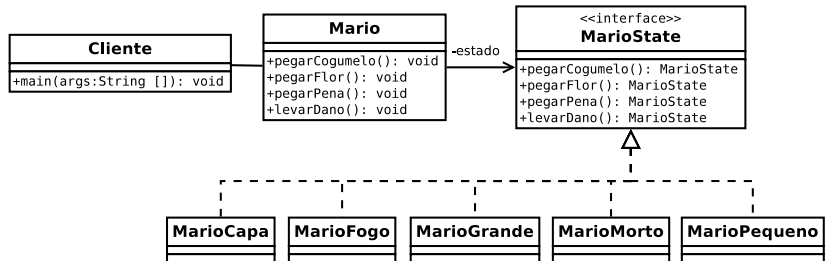 Cliente
+main(args:String []): void
Mario
+pegarCogumelo(): void
+pegarFlor(): void
+pegarPena(): void
+levarDano(): void
-estado
<<interface>>
MarioState
+pegarCogumelo(): MarioState
+pegarFlor(): MarioState
+pegarPena(): MarioState
+levarDano(): MarioState
MarioCapa
MarioFogo
MarioGrande
MarioMorto
MarioPequeno